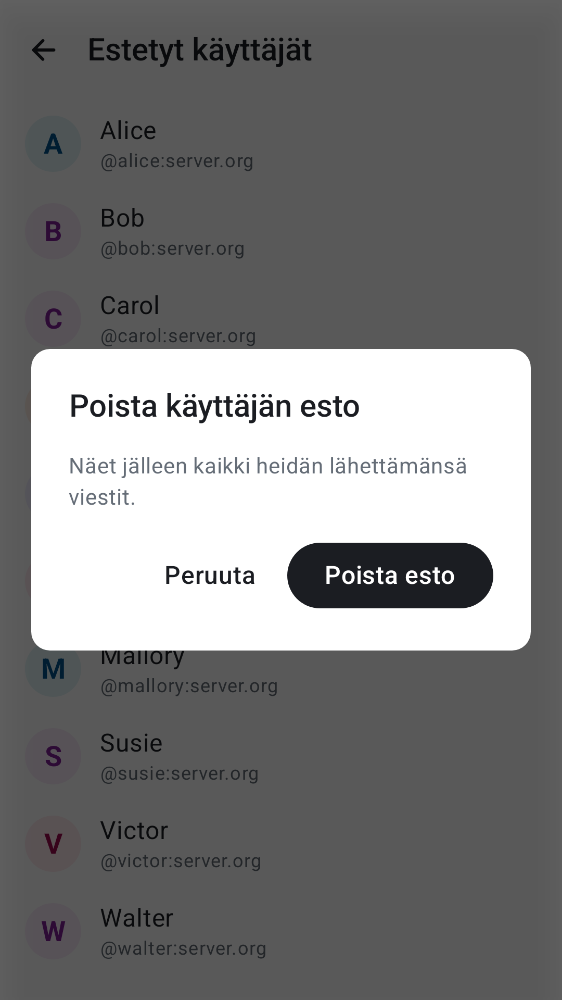 Estetyt käyttäjät
A
Alice
@alice:server.org
B
Bob
@bob:server.org
C
Carol
@carol:server.org
Poista käyttäjän esto
Näet jälleen kaikki heidän lähettämänsä
viestit.
Peruuta
Poista esto
M
Mallory
@mallory:server.org
S
Susie
@susie:server.org
V
Victor
@victor:server.org
W
Walter
@walter:server.org